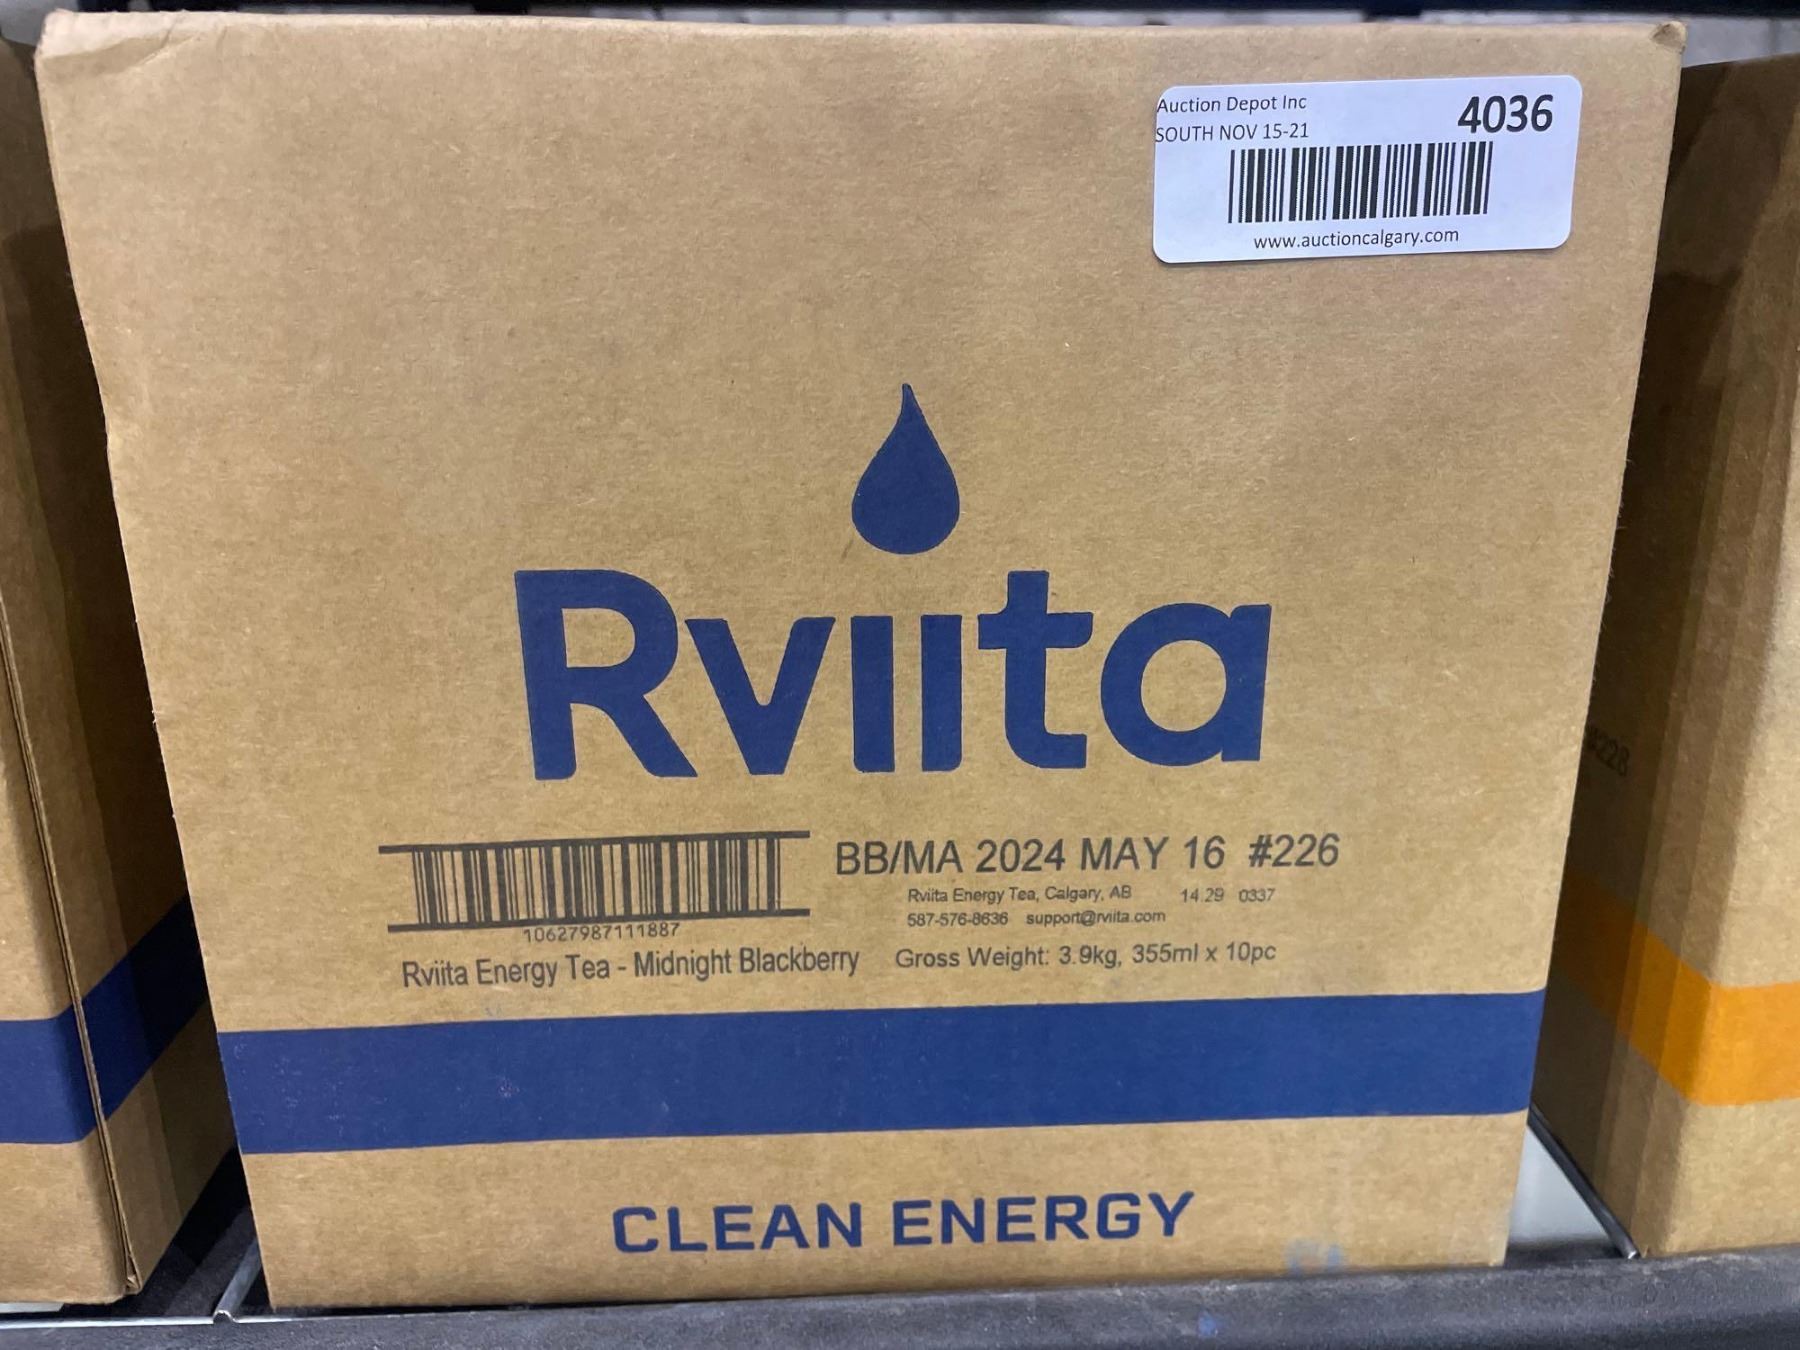 Auction Depot Inc
4036
SOUTH NOV 15-21
www.auctioncalgary.com
Rviita
BB/MA 2024 MAY 16 #226
Rviita Energy Tea, Calgary, AB 14:29 0337
587-576-8636 support@rviita.com
10627987111887
Rviita Energy Tea - Midnight Blackberry
Gross Weight: 3.9kg, 355ml x 10pc
CLEAN ENERGY